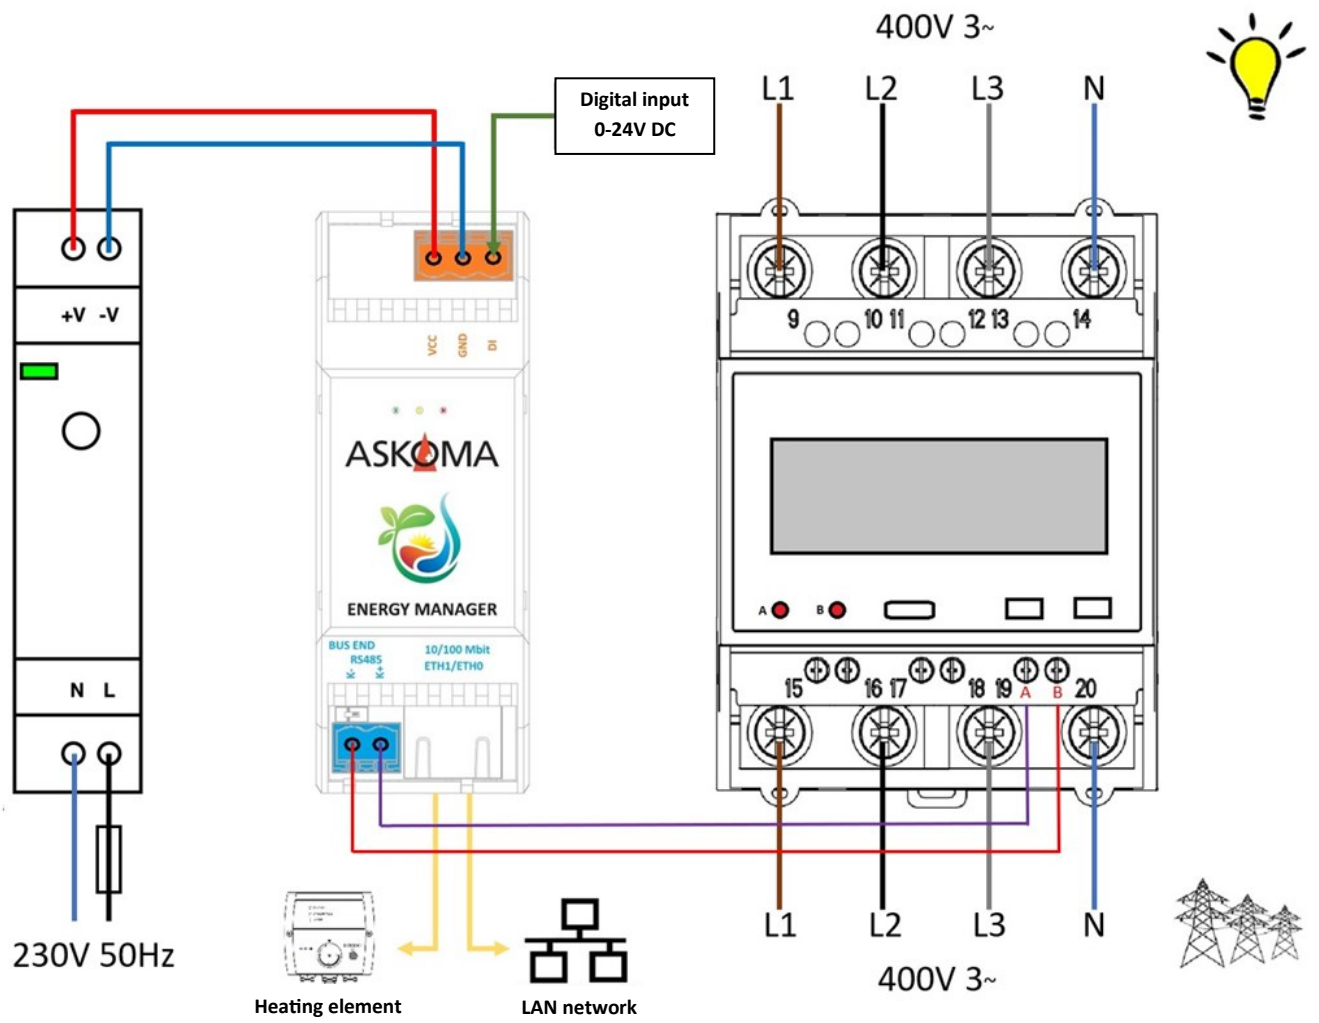 400V 3~
L1 L2 L3 N
Digital input
0-24V DC
+V -V
VCC GND DI
9 10 11 12 13 14
ASKOMA
ENERGY MANAGER
A B
BUS END
RS485
K- K+
10/100 Mbit
ETH1/ETH0
N L
15 16 17 18 19 A B 20
230V 50Hz
L1 L2 L3 N
400V 3~
Heating element
LAN network